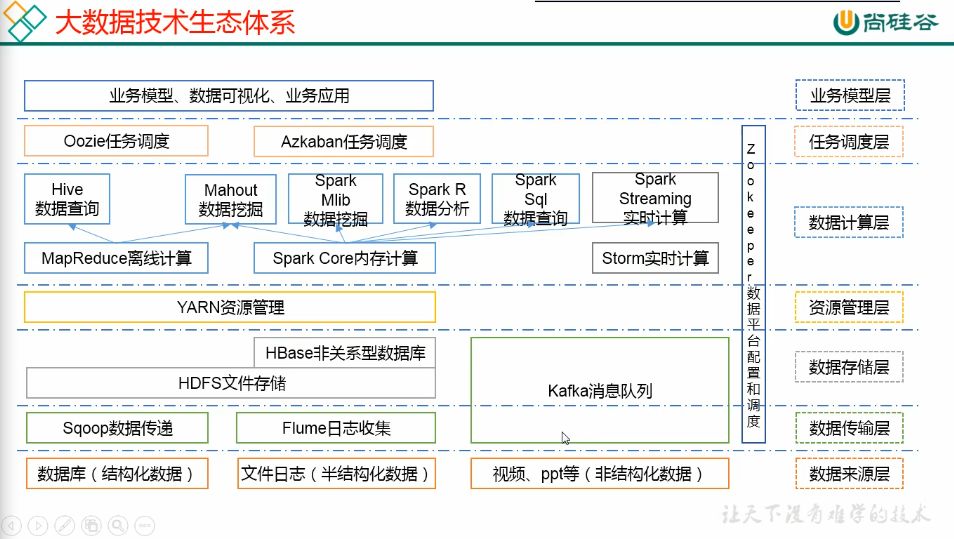 大数据技术生态体系
尚硅谷
业务模型、数据可视化、业务应用
业务模型层
Oozie任务调度
Azkaban任务调度
任务调度层
Hive
数据查询
Mahout
数据挖掘
Spark
Mlib
数据挖掘
Spark R
数据分析
Spark
Sql
数据查询
Spark
Streaming
实时计算
数据计算层
MapReduce离线计算
Spark Core内存计算
Storm实时计算
Zookeeper数据平台配置和调度
YARN资源管理
资源管理层
HBase非关系型数据库
HDFS文件存储
Kafka消息队列
数据存储层
Sqoop数据传递
Flume日志收集
数据传输层
数据库（结构化数据）
文件日志（半结构化数据）
视频、ppt等（非结构化数据）
数据来源层
让天下没有难学的技术